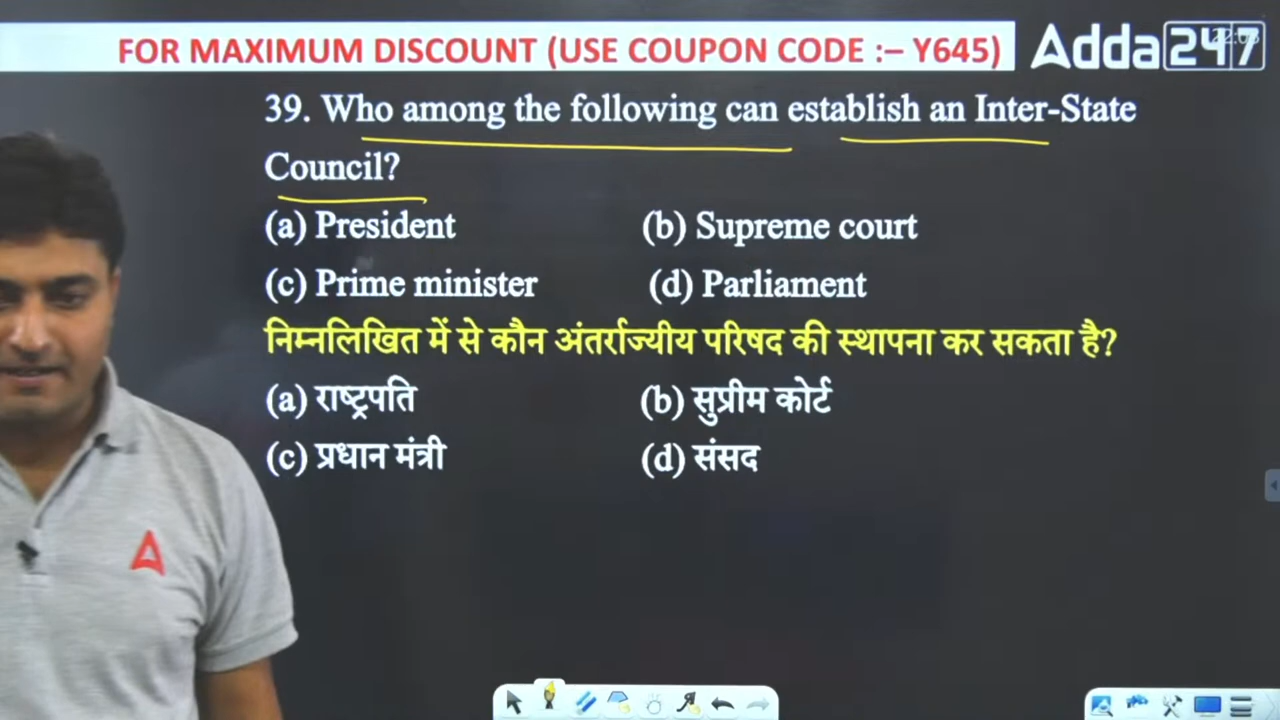 FOR MAXIMUM DISCOUNT (USE COUPON CODE :– Y645)
Adda247
39. Who among the following can establish an Inter-State
Council?
(a) President (b) Supreme court
(c) Prime minister (d) Parliament
निम्नलिखित में से कौन अंतर्राज्यीय परिषद की स्थापना कर सकता है?
(a) राष्ट्रपति (b) सुप्रीम कोर्ट
(c) प्रधान मंत्री (d) संसद